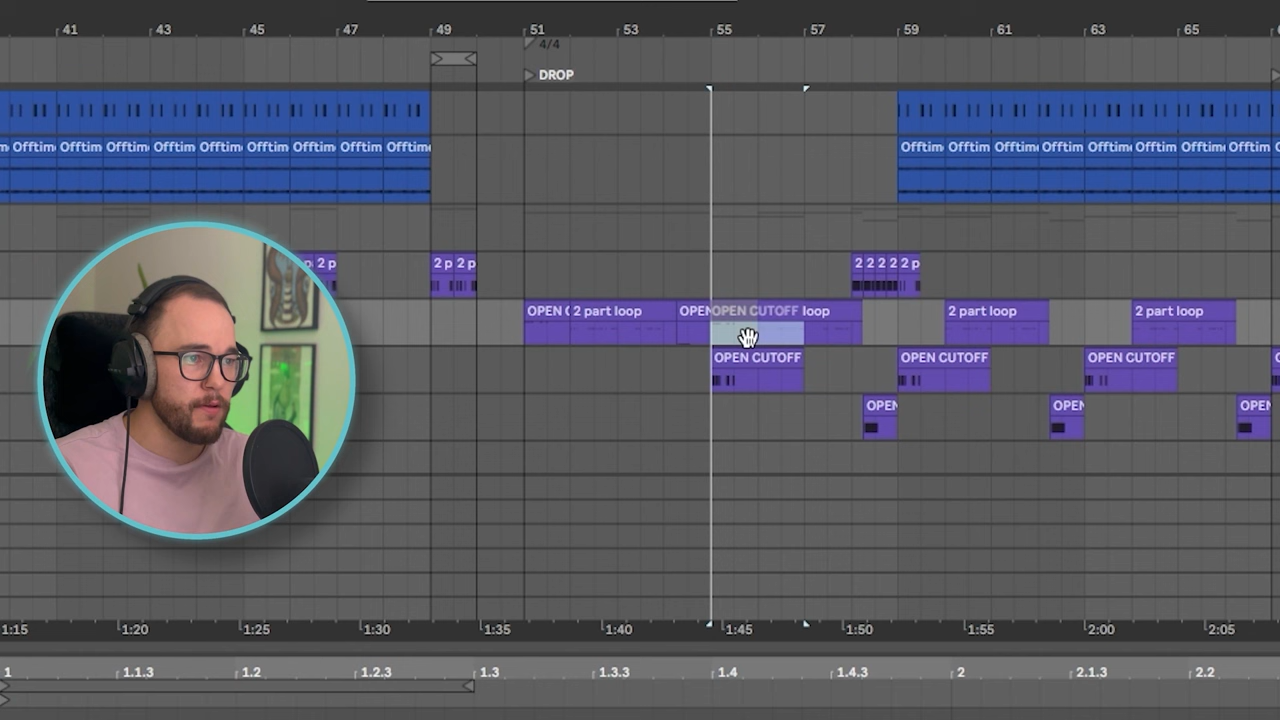 41 43 45 47 49 51 53 55 57 59 61 63 65
4/4
DROP
Offtim Offtim Offtim Offtim Offtim Offtim Offtim Offtim Offtim Offtim Offtim Offtim Offtim Offtim Offtim Offtim Offtim
2 p 2 p 2 p 2 2 2 2 2 p
OPEN C 2 part loop OPEN OPEN CUTOFF loop 2 part loop 2 part loop
OPEN CUTOFF OPEN CUTOFF OPEN CUTOFF
OPEN OPEN OPEN
1:15 1:20 1:25 1:30 1:35 1:40 1:45 1:50 1:55 2:00 2:05
1 1.1.3 1.2 1.2.3 1.3 1.3.3 1.4 1.4.3 2 2.1.3 2.2